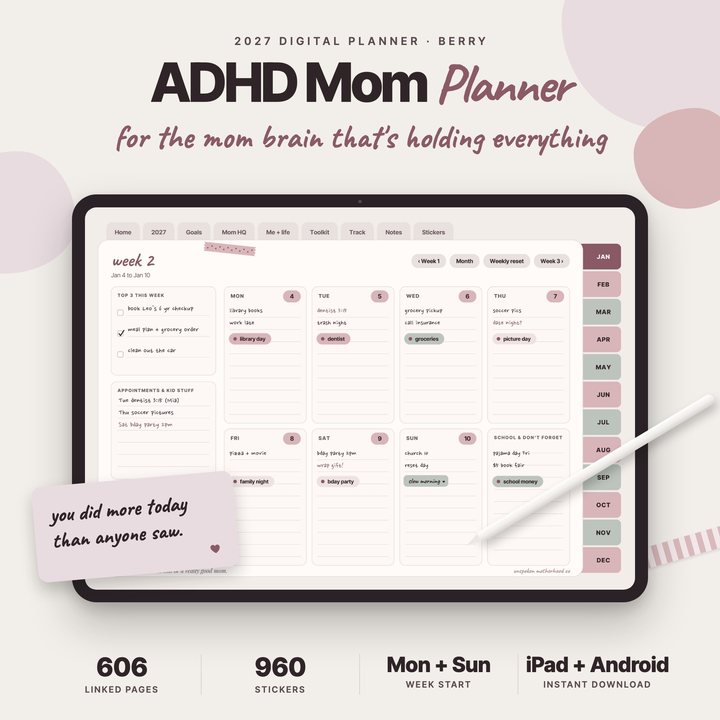 2027 DIGITAL PLANNER · BERRY
ADHD Mom Planner
for the mom brain that's holding everything
Home 2027 Goals Mom HQ Me + life Toolkit Track Notes Stickers
week 2
Jan 4 to Jan 10
‹ Week 1 Month Weekly reset Week 3 ›
TOP 3 THIS WEEK
book Leo's 6 yr checkup
meal plan + grocery order
clean out the car
APPOINTMENTS & KID STUFF
Tue dentist 3:15 (Mia)
Thu soccer pictures
Sat bday party 2pm
MON 4
library books
work late
library day
TUE 5
dentist 3:15
trash night
dentist
WED 6
grocery pickup
call insurance
groceries
THU 7
soccer pics
date night?
picture day
FRI 8
pizza + movie
family night
SAT 9
bday party 2pm
wrap gift!
bday party
SUN 10
church 10
reset day
slow morning
SCHOOL & DON'T FORGET
pajama day Fri
book fair
school money
JAN
FEB
MAR
APR
MAY
JUN
JUL
AUG
SEP
OCT
NOV
DEC
you did more today
than anyone saw.
a really good mom.
unspoken motherhood co
606
LINKED PAGES
960
STICKERS
Mon + Sun
WEEK START
iPad + Android
INSTANT DOWNLOAD